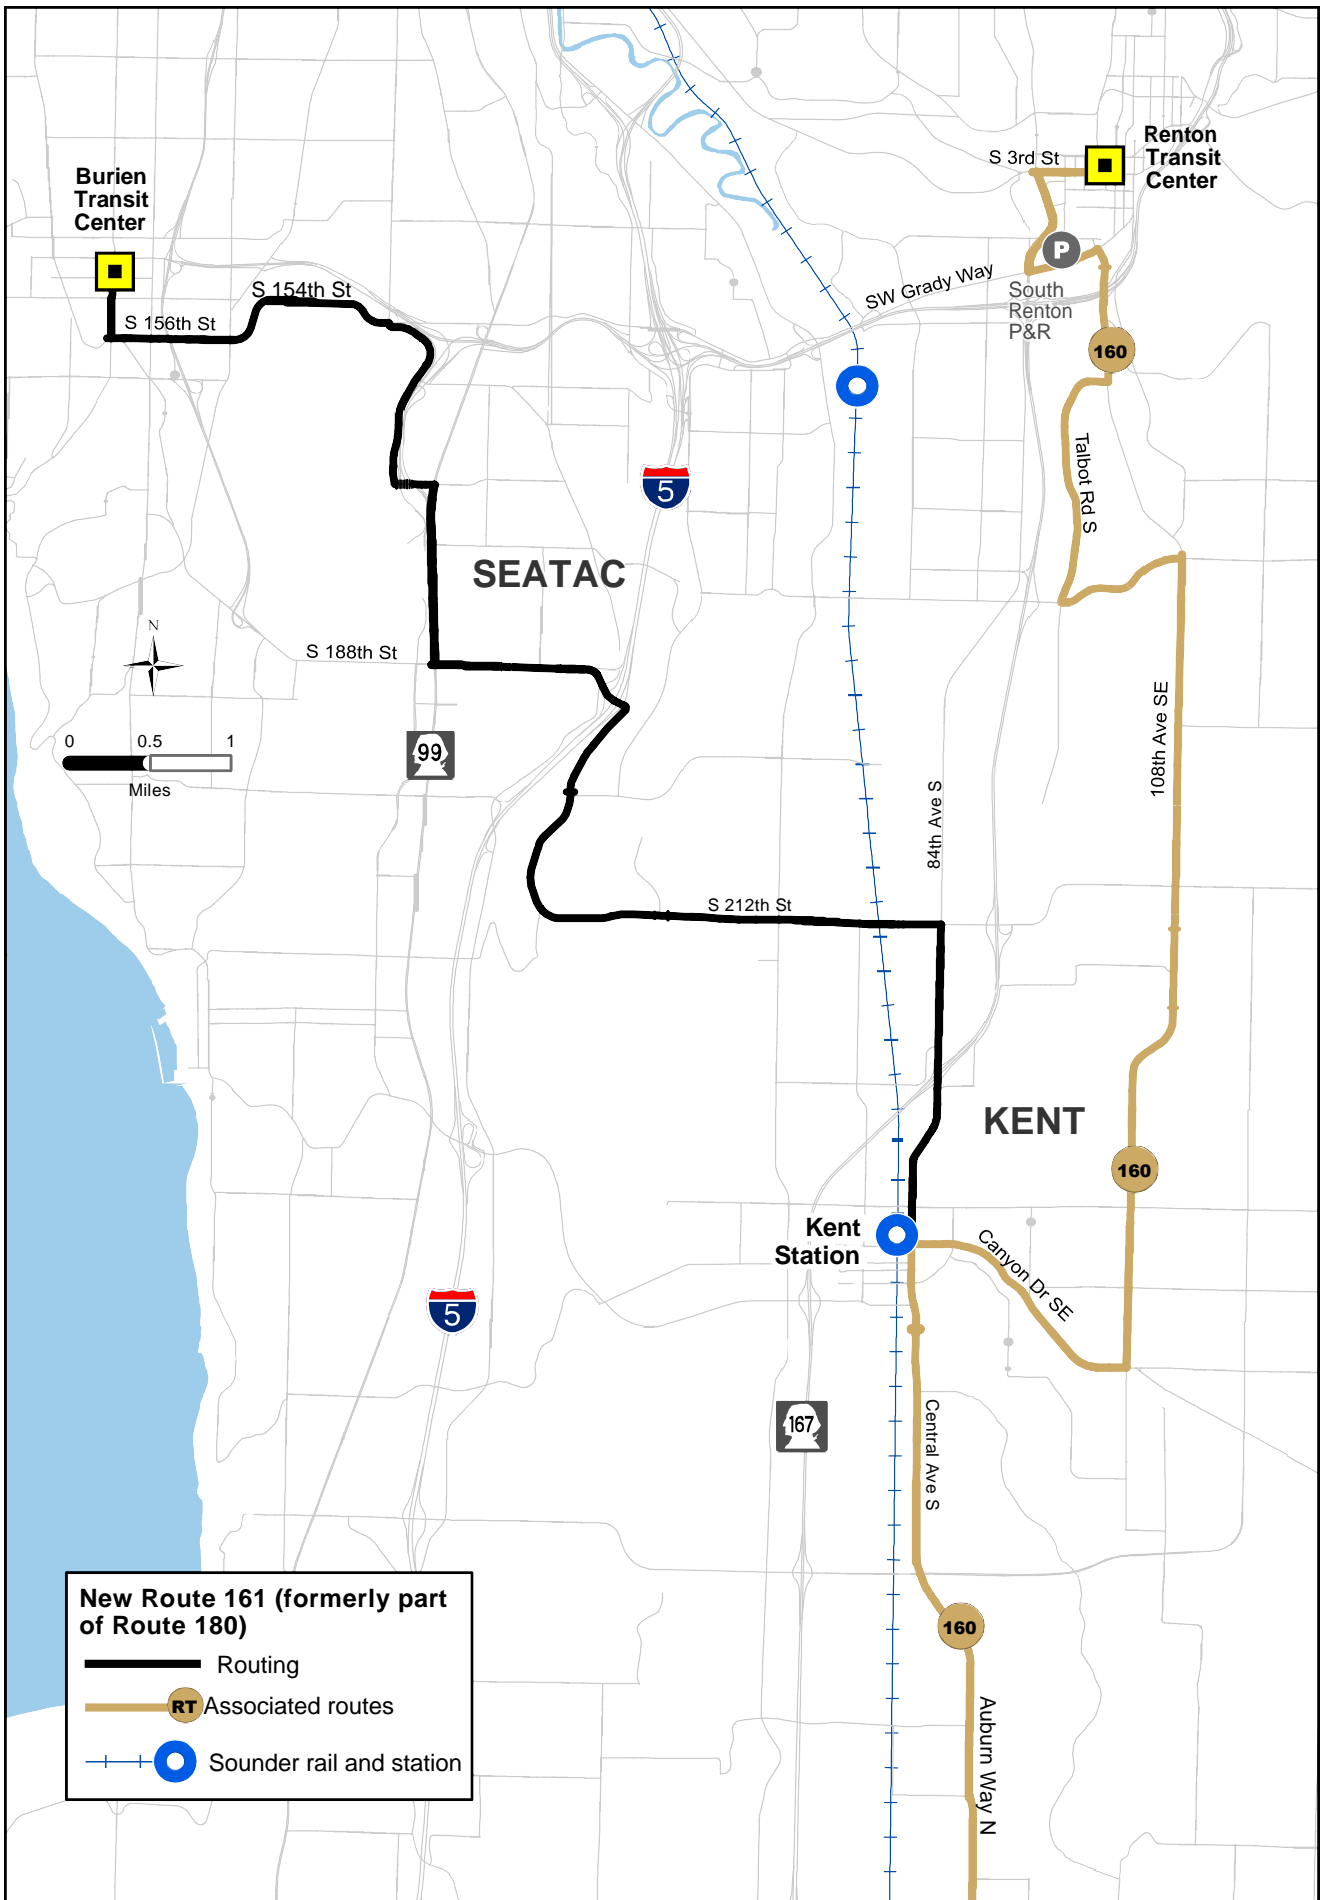 Renton
Transit
Center
S 3rd St
Burien
Transit
Center
P
SW Grady Way
South
Renton
P&R
S 154th St
S 156th St
160
Talbot Rd S
5
SEATAC
N
S 188th St
108th Ave SE
0 0.5 1
Miles
99
84th Ave S
S 212th St
KENT
160
Kent
Station
Canyon Dr SE
5
167
Central Ave S
160
Auburn Way N
New Route 161 (formerly part
of Route 180)
Routing
RT Associated routes
Sounder rail and station